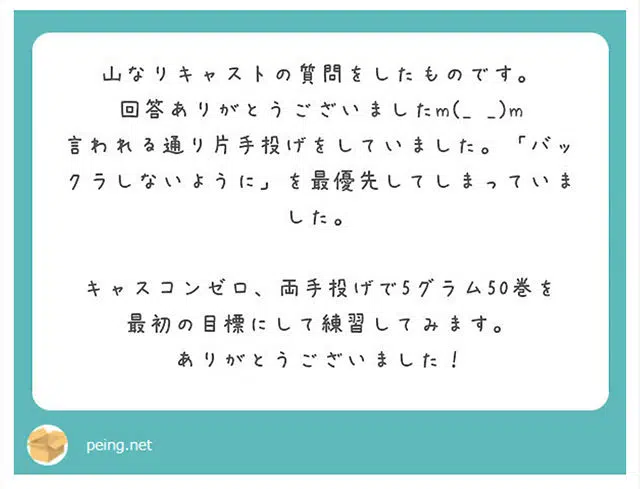 山なりキャストの質問をしたものです。
回答ありがとうございましたm(_ _)m
言われる通り片手投げをしていました。「バッ
クラしないように」を最優先してしまっていま
した。
キャスコンゼロ、両手投げで5グラム50巻を
最初の目標にして練習してみます。
ありがとうございました！
peing.net